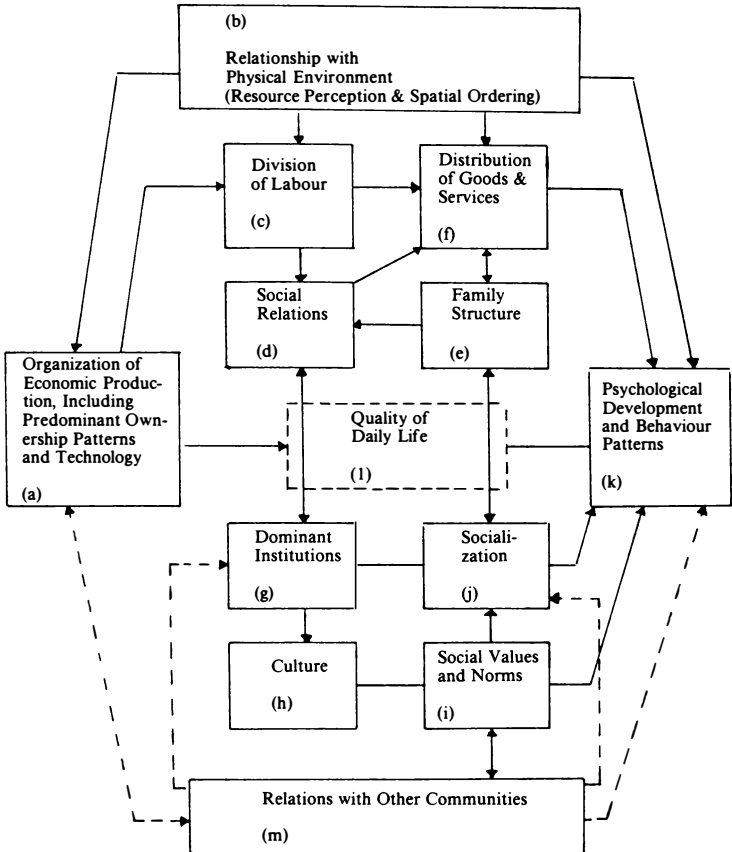 (b)
Relationship with
Physical Environment
(Resource Perception & Spatial Ordering)
Division
of Labour
(c)
Distribution
of Goods &
Services
(f)
Social
Relations
(d)
Family
Structure
(e)
Organization of
Economic Produc-
tion, Including
Predominant Own-
ership Patterns
and Technology
(a)
Quality of
Daily Life
(l)
Psychological
Development
and Behaviour
Patterns
(k)
Dominant
Institutions
(g)
Sociali-
zation
(j)
Culture
(h)
Social Values
and Norms
(i)
Relations with Other Communities
(m)